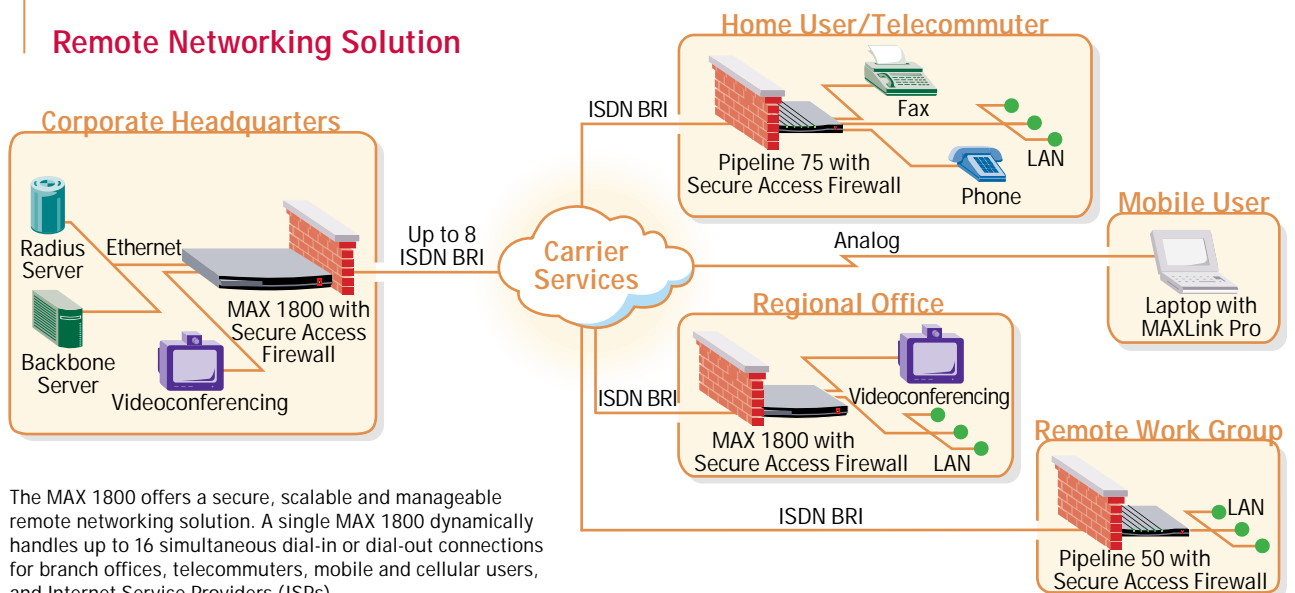 Remote Networking Solution
Corporate Headquarters
Radius
Server
Ethernet
MAX 1800 with
Secure Access
Firewall
Backbone
Server
Videoconferencing
Up to 8
ISDN BRI
Carrier
Services
Home User/Telecommuter
ISDN BRI
Fax
LAN
Pipeline 75 with
Secure Access Firewall
Phone
Mobile User
Analog
Laptop with
MAXLink Pro
Regional Office
ISDN BRI
Videoconferencing
MAX 1800 with
Secure Access Firewall
LAN
Remote Work Group
ISDN BRI
LAN
Pipeline 50 with
Secure Access Firewall
The MAX 1800 offers a secure, scalable and manageable
remote networking solution. A single MAX 1800 dynamically
handles up to 16 simultaneous dial-in or dial-out connections
for branch offices, telecommuters, mobile and cellular users,
and Internet Service Providers (ISPs)